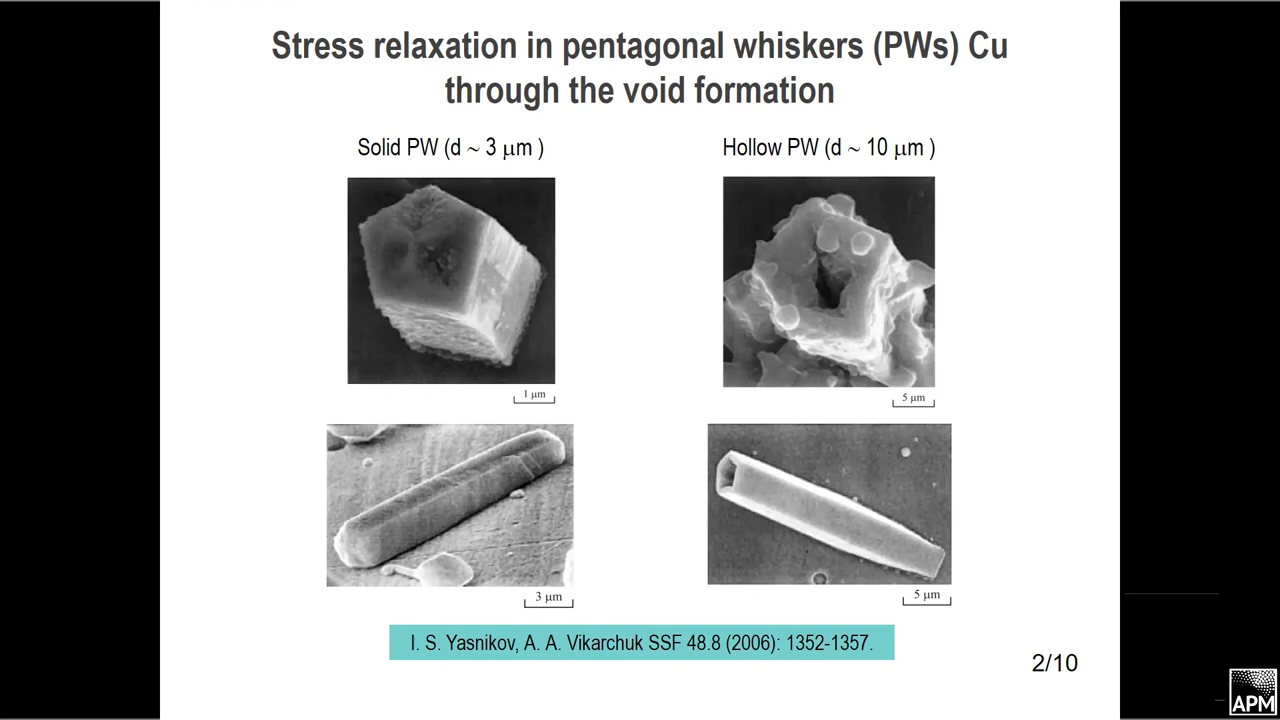 Stress relaxation in pentagonal whiskers (PWs) Cu
through the void formation
Solid PW (d ~ 3 μm )
Hollow PW (d ~ 10 μm )
1 μm
5 μm
3 μm
5 μm
I. S. Yasnikov, A. A. Vikarchuk SSF 48.8 (2006): 1352-1357.
2/10
APM